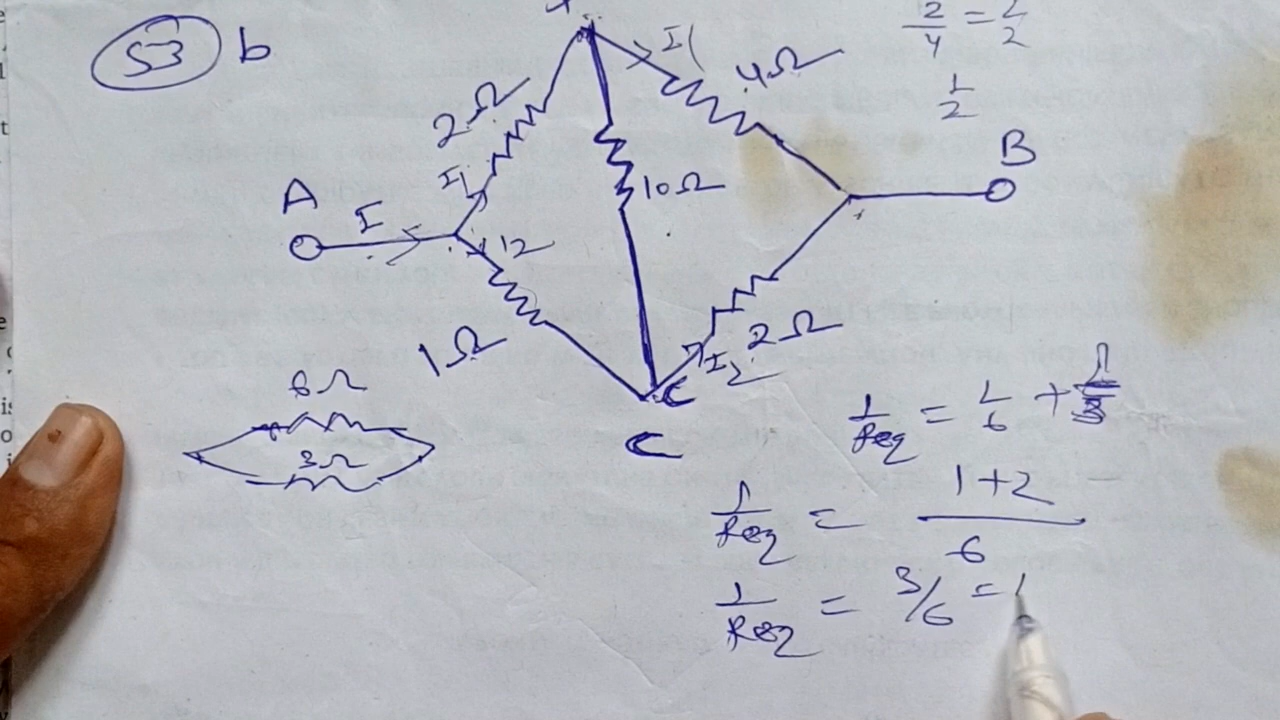 53 b
2/4 = 1/2
1/2
I1
4Ω
2Ω
I1
10Ω
A
I
B
I2
1Ω
2Ω
I2
C
C
6Ω
3Ω
1/Req = 1/6 + 1/3
1/Req = 1+2/6
1/Req = 3/6 = 1